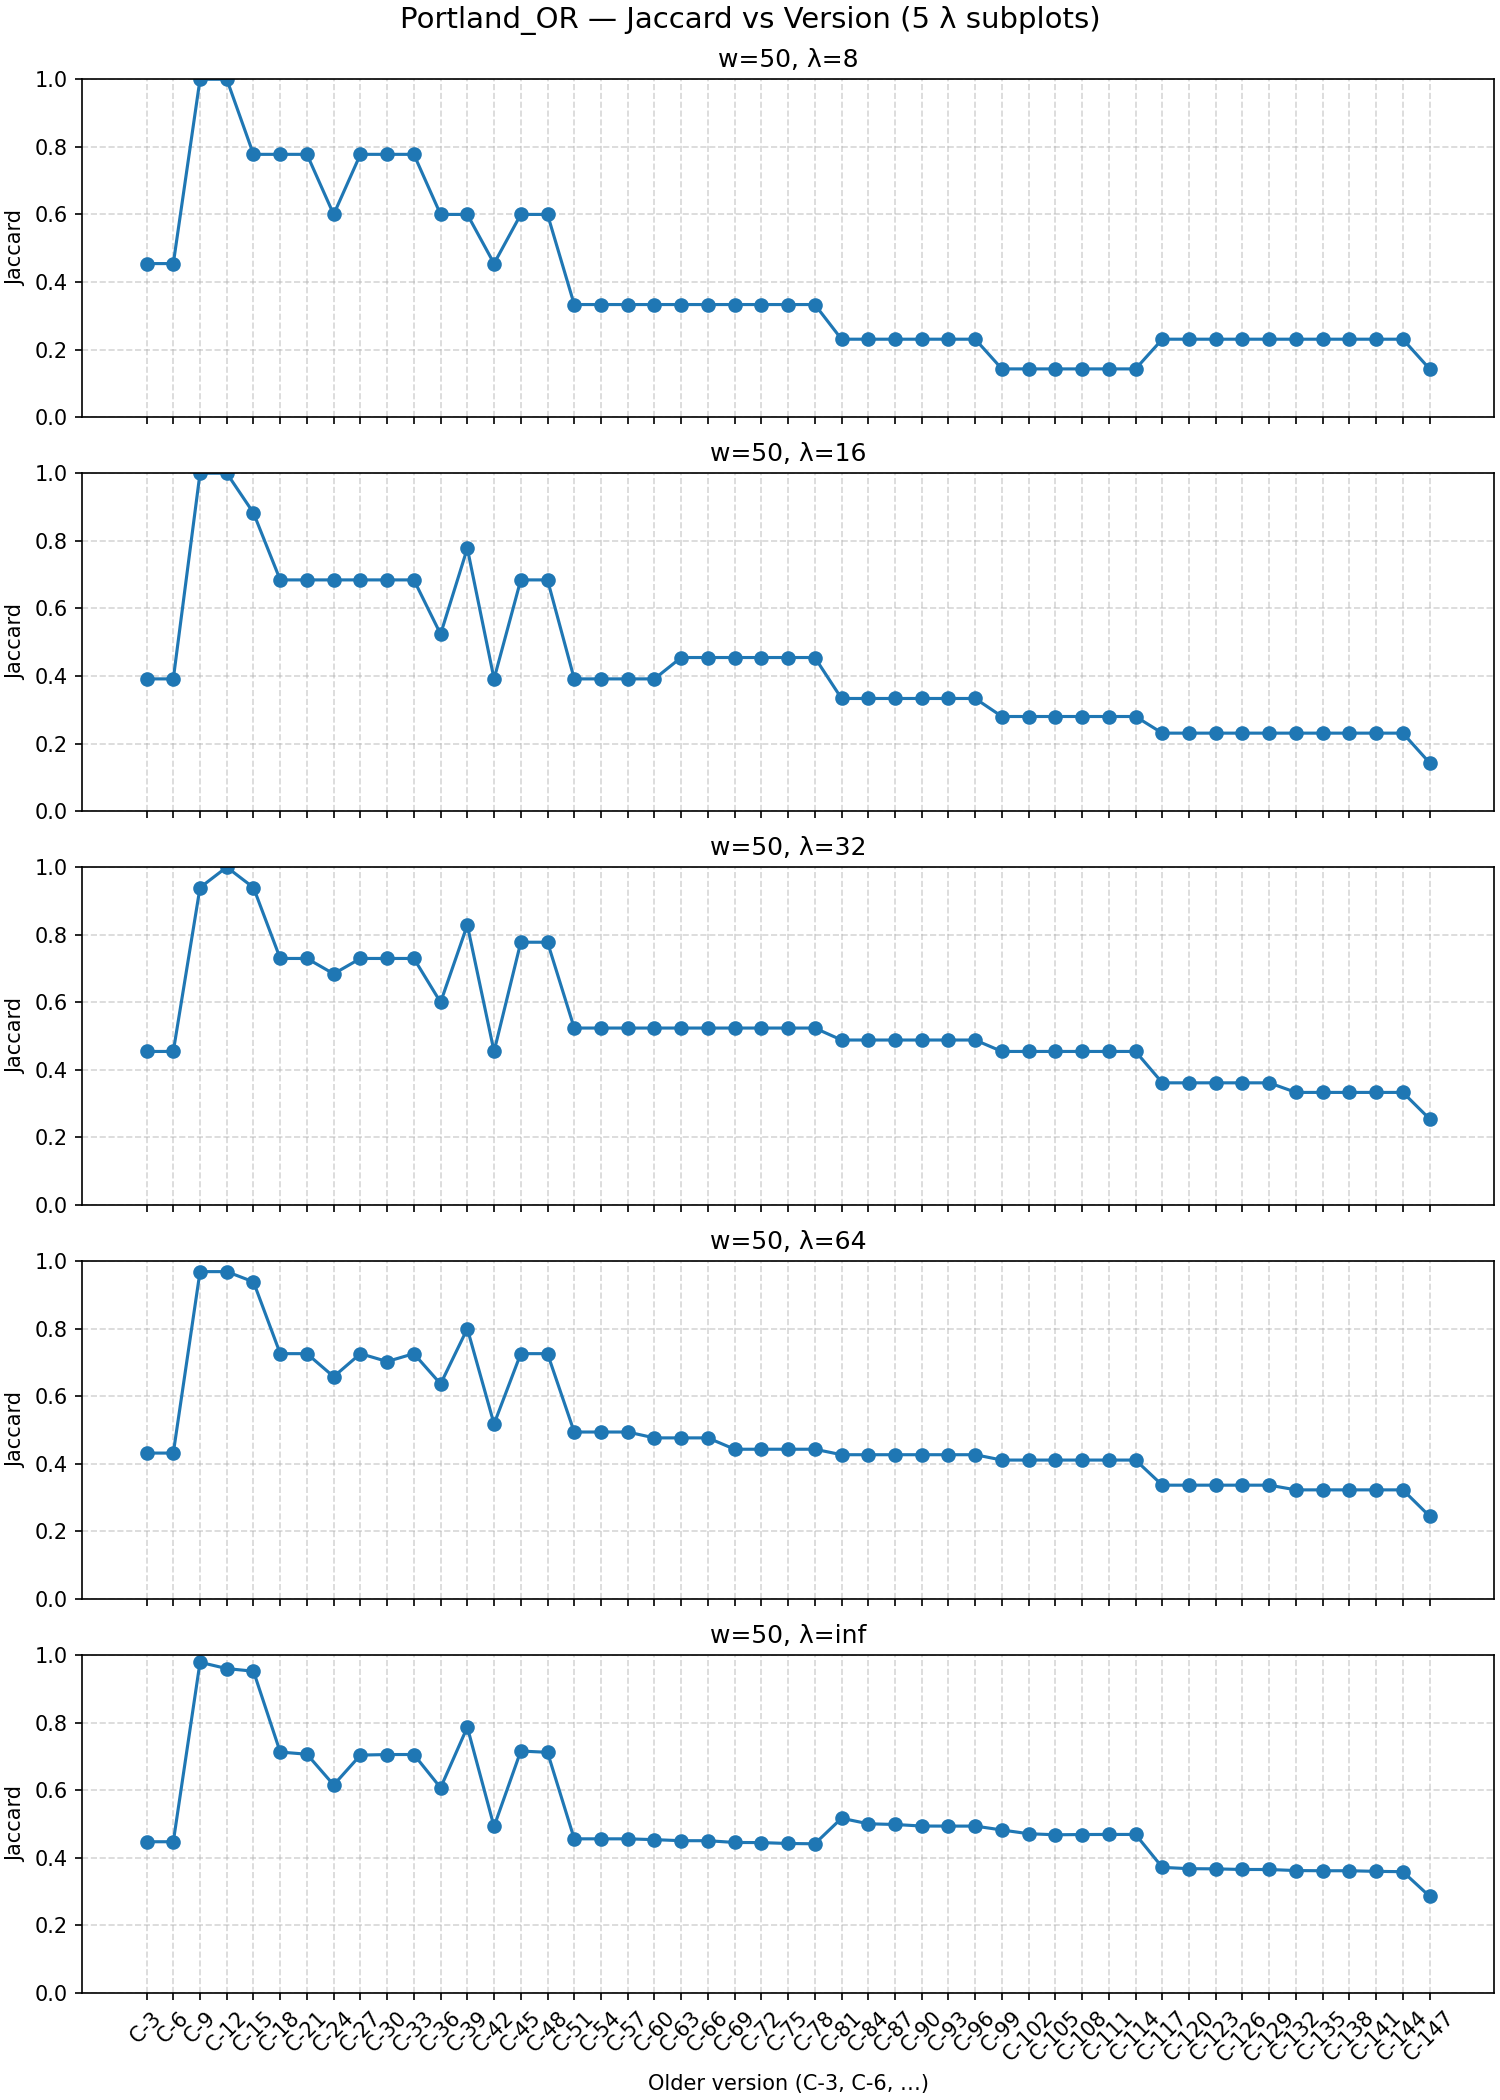 Portland_OR — Jaccard vs Version (5 λ subplots)
w=50, λ=8
1.0
0.8
0.6
0.4
0.2
0.0
Jaccard
w=50, λ=16
1.0
0.8
0.6
0.4
0.2
0.0
Jaccard
w=50, λ=32
1.0
0.8
0.6
0.4
0.2
0.0
Jaccard
w=50, λ=64
1.0
0.8
0.6
0.4
0.2
0.0
Jaccard
w=50, λ=inf
1.0
0.8
0.6
0.4
0.2
0.0
Jaccard
C-3 C-6 C-9 C-12 C-15 C-18 C-21 C-24 C-27 C-30 C-33 C-36 C-39 C-42 C-45 C-48 C-51 C-54 C-57 C-60 C-63 C-66 C-69 C-72 C-75 C-78 C-81 C-84 C-87 C-90 C-93 C-96 C-99 C-102 C-105 C-108 C-111 C-114 C-117 C-120 C-123 C-126 C-129 C-132 C-135 C-138 C-141 C-144 C-147
Older version (C-3, C-6, ...)